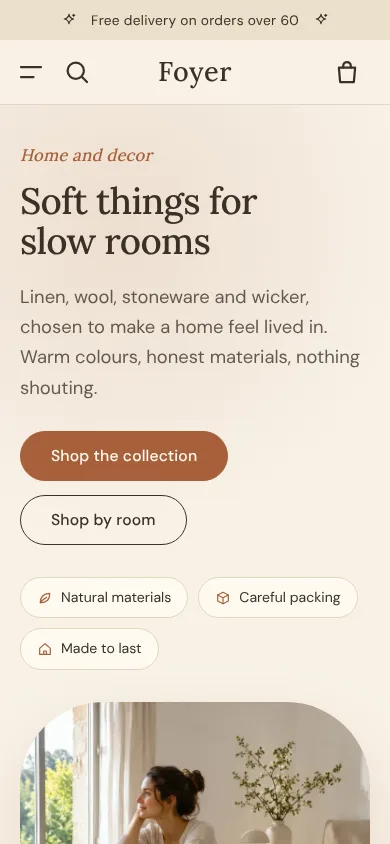 Free delivery on orders over 60
Foyer
Home and decor
Soft things for
slow rooms
Linen, wool, stoneware and wicker,
chosen to make a home feel lived in.
Warm colours, honest materials, nothing
shouting.
Shop the collection
Shop by room
Natural materials
Careful packing
Made to last